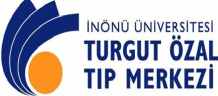 İNÖNÜ ÜNİVERSİTESİ
TURGUT ÖZAL
TIP MERKEZİ